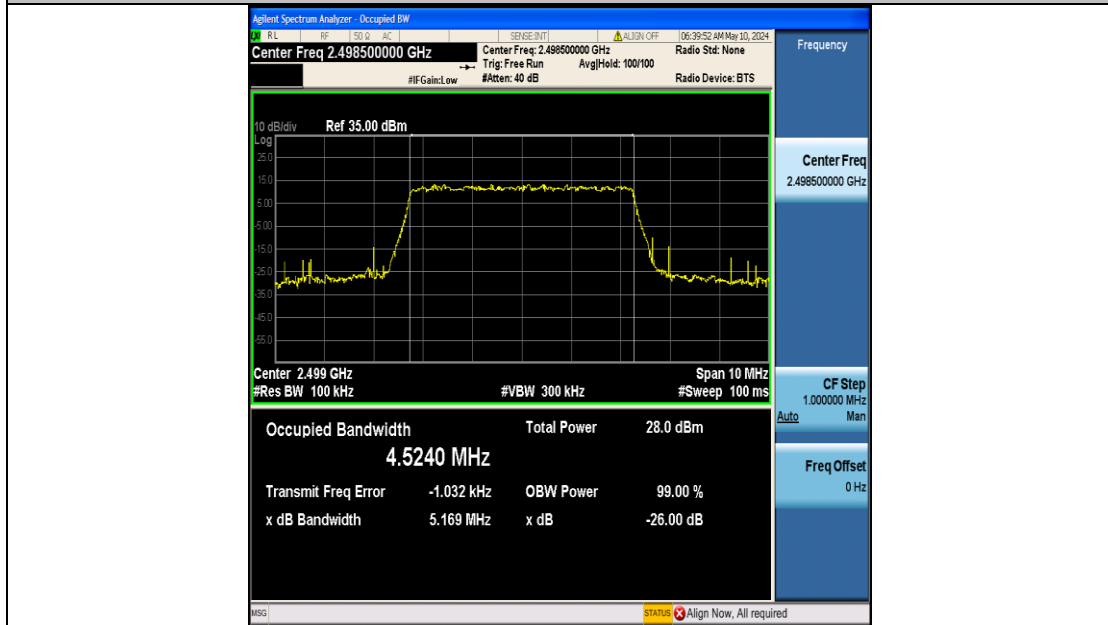 Agilent Spectrum Analyzer - Occupied BW
RL RF 50 Ω AC SENSE:INT ALIGN OFF 06:39:52 AM May 10, 2024
Center Freq 2.498500000 GHz
Center Freq: 2.498500000 GHz
Radio Std: None
Trig: Free Run Avg|Hold: 100/100
#IFGain:Low #Atten: 40 dB Radio Device: BTS
10 dB/div Ref 35.00 dBm
Log
25.0
15.0
5.00
-5.00
-15.0
-25.0
-35.0
-45.0
-55.0
Center 2.499 GHz Span 10 MHz
#Res BW 100 kHz #VBW 300 kHz #Sweep 100 ms
Occupied Bandwidth Total Power 28.0 dBm
4.5240 MHz
Transmit Freq Error -1.032 kHz OBW Power 99.00 %
x dB Bandwidth 5.169 MHz x dB -26.00 dB
MSG STATUS Align Now, All required
Frequency
Center Freq
2.498500000 GHz
CF Step
1.000000 MHz
Auto Man
Freq Offset
0 Hz